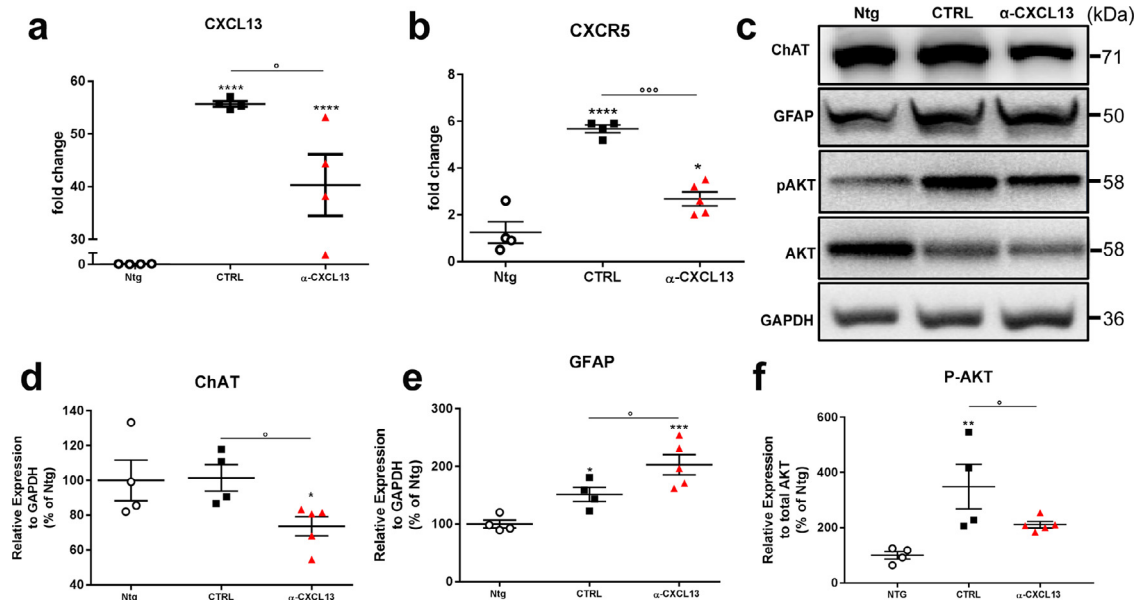 a
CXCL13
fold change
60
50
40
30
2
0
°
****
****
Ntg
CTRL
α-CXCL13
b
CXCR5
fold change
8
6
4
2
0
°°°
****
*
Ntg
CTRL
α-CXCL13
c
Ntg CTRL α-CXCL13 (kDa)
ChAT 71
GFAP 50
pAKT 58
AKT 58
GAPDH 36
d
ChAT
Relative Expression
to GAPDH
(% of Ntg)
140
120
100
80
60
40
°
*
Ntg
CTRL
α-CXCL13
e
GFAP
Relative Expression
to GAPDH
(% of Ntg)
300
200
100
0
°
*
***
Ntg
CTRL
α-CXCL13
f
P-AKT
Relative Expression
to total AKT
(% of Ntg)
600
400
200
0
°
**
NTG
CTRL
α-CXCL13